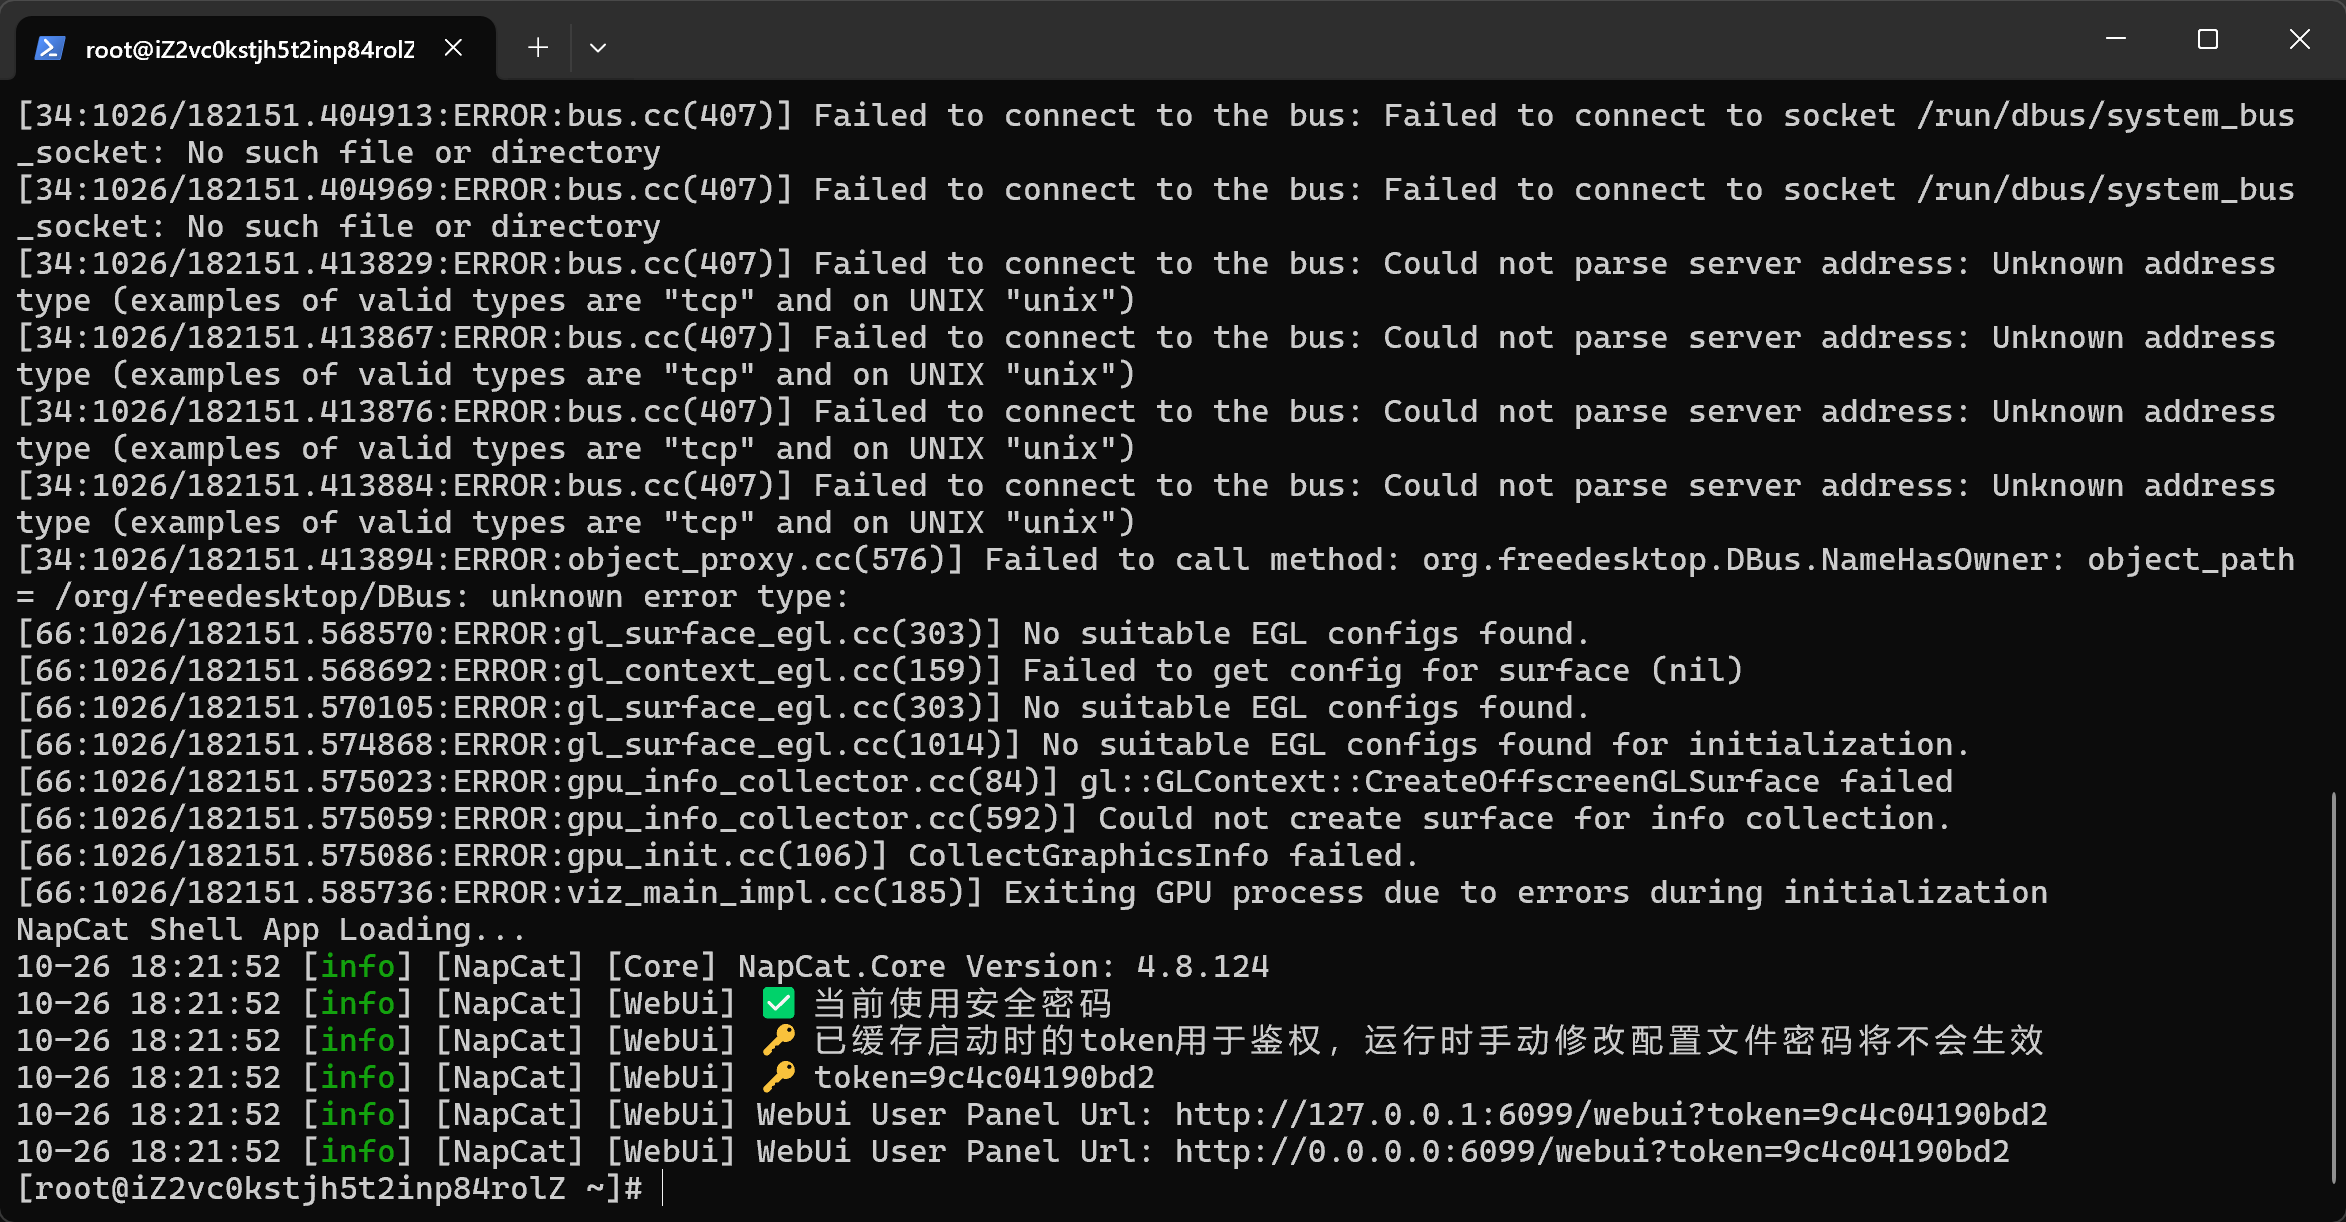 root@iZ2vc0kstjh5t2inp84rolZ
[34:1026/182151.404913:ERROR:bus.cc(407)] Failed to connect to the bus: Failed to connect to socket /run/dbus/system_bus
_socket: No such file or directory
[34:1026/182151.404969:ERROR:bus.cc(407)] Failed to connect to the bus: Failed to connect to socket /run/dbus/system_bus
_socket: No such file or directory
[34:1026/182151.413829:ERROR:bus.cc(407)] Failed to connect to the bus: Could not parse server address: Unknown address
type (examples of valid types are "tcp" and on UNIX "unix")
[34:1026/182151.413867:ERROR:bus.cc(407)] Failed to connect to the bus: Could not parse server address: Unknown address
type (examples of valid types are "tcp" and on UNIX "unix")
[34:1026/182151.413876:ERROR:bus.cc(407)] Failed to connect to the bus: Could not parse server address: Unknown address
type (examples of valid types are "tcp" and on UNIX "unix")
[34:1026/182151.413884:ERROR:bus.cc(407)] Failed to connect to the bus: Could not parse server address: Unknown address
type (examples of valid types are "tcp" and on UNIX "unix")
[34:1026/182151.413894:ERROR:object_proxy.cc(576)] Failed to call method: org.freedesktop.DBus.NameHasOwner: object_path
= /org/freedesktop/DBus: unknown error type:
[66:1026/182151.568570:ERROR:gl_surface_egl.cc(303)] No suitable EGL configs found.
[66:1026/182151.568692:ERROR:gl_context_egl.cc(159)] Failed to get config for surface (nil)
[66:1026/182151.570105:ERROR:gl_surface_egl.cc(303)] No suitable EGL configs found.
[66:1026/182151.574868:ERROR:gl_surface_egl.cc(1014)] No suitable EGL configs found for initialization.
[66:1026/182151.575023:ERROR:gpu_info_collector.cc(84)] gl::GLContext::CreateOffscreenGLSurface failed
[66:1026/182151.575059:ERROR:gpu_info_collector.cc(592)] Could not create surface for info collection.
[66:1026/182151.575086:ERROR:gpu_init.cc(106)] CollectGraphicsInfo failed.
[66:1026/182151.585736:ERROR:viz_main_impl.cc(185)] Exiting GPU process due to errors during initialization
NapCat Shell App Loading...
10-26 18:21:52 [info] [NapCat] [Core] NapCat.Core Version: 4.8.124
10-26 18:21:52 [info] [NapCat] [WebUi] ✅ 当前使用安全密码
10-26 18:21:52 [info] [NapCat] [WebUi] 🔑 已缓存启动时的token用于鉴权，运行时手动修改配置文件密码将不会生效
10-26 18:21:52 [info] [NapCat] [WebUi] 🔑 token=9c4c04190bd2
10-26 18:21:52 [info] [NapCat] [WebUi] WebUi User Panel Url: http://127.0.0.1:6099/webui?token=9c4c04190bd2
10-26 18:21:52 [info] [NapCat] [WebUi] WebUi User Panel Url: http://0.0.0.0:6099/webui?token=9c4c04190bd2
[root@iZ2vc0kstjh5t2inp84rolZ ~]#